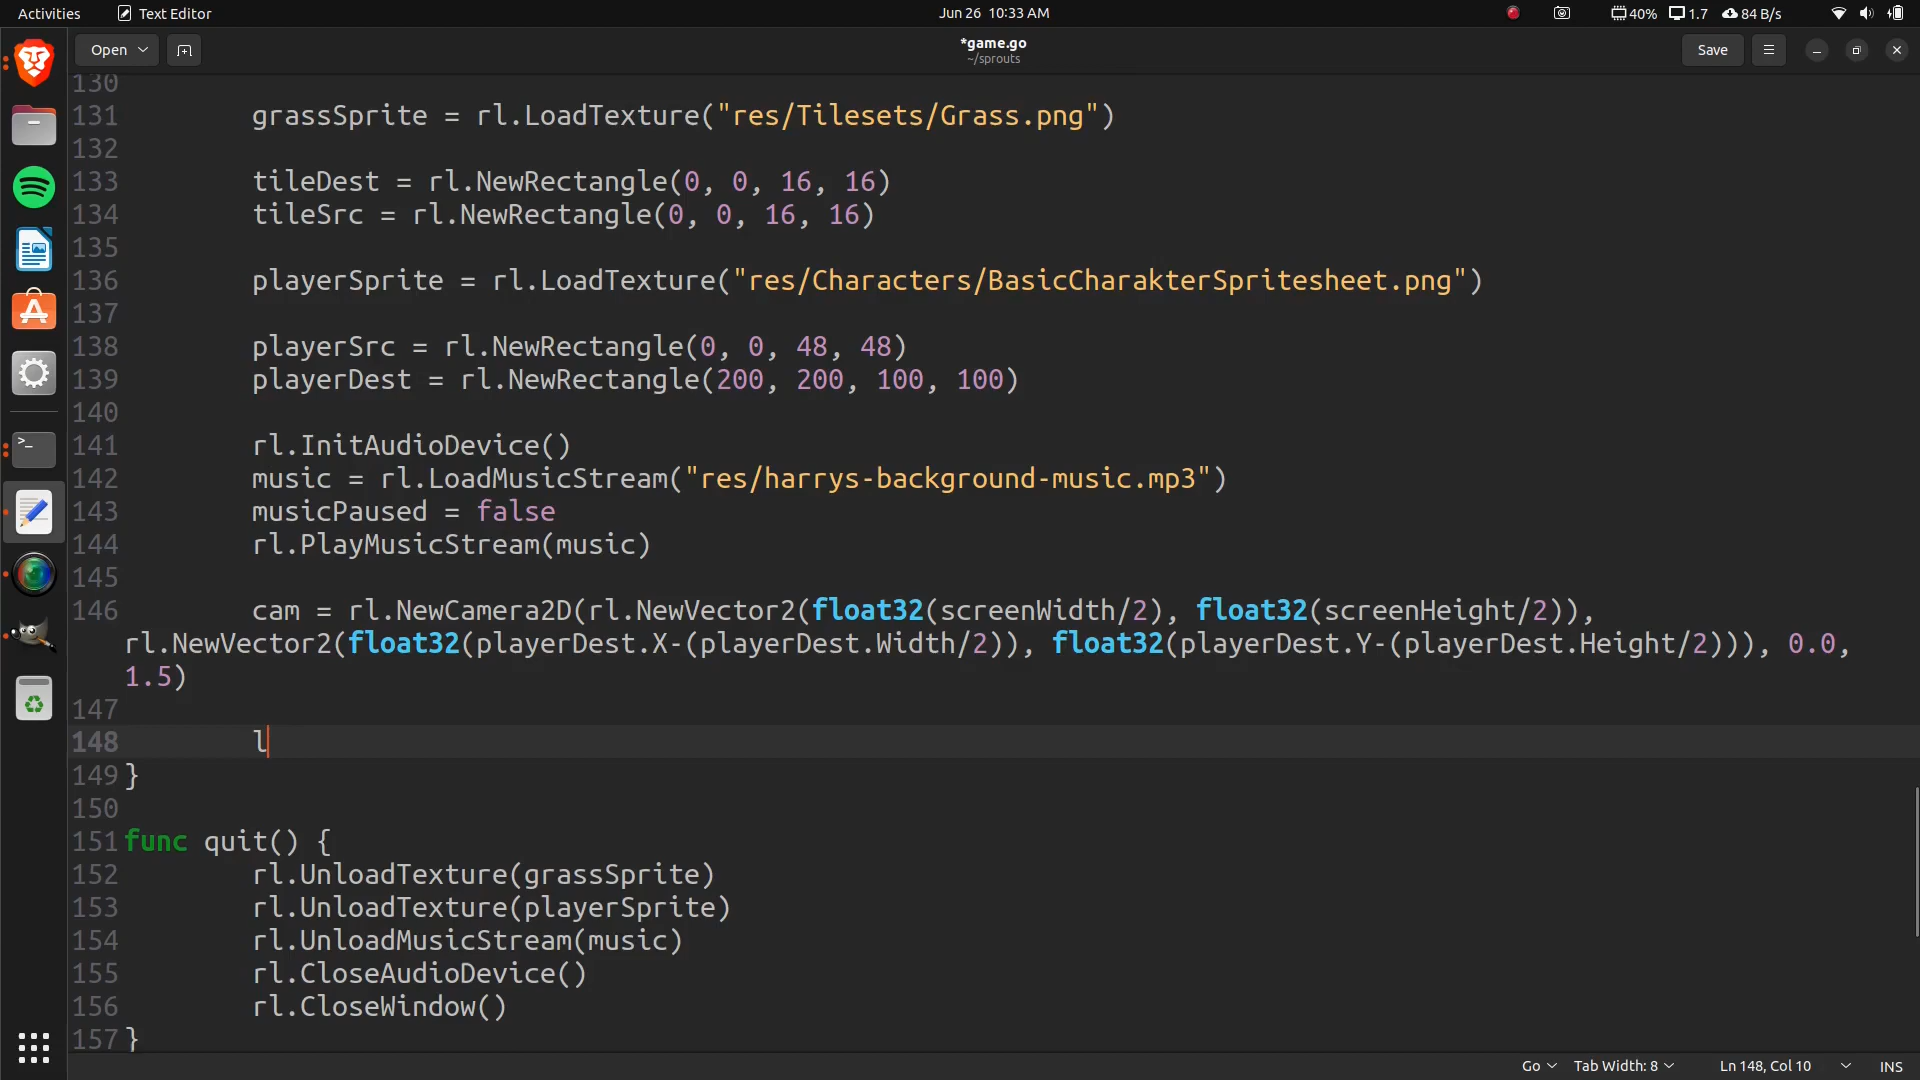 Activities Text Editor Jun 26 10:33 AM 40% 1.7 84 B/s
Open *game.go Save
~/sprouts
130
131 grassSprite = rl.LoadTexture("res/Tilesets/Grass.png")
132
133 tileDest = rl.NewRectangle(0, 0, 16, 16)
134 tileSrc = rl.NewRectangle(0, 0, 16, 16)
135
136 playerSprite = rl.LoadTexture("res/Characters/BasicCharakterSpritesheet.png")
137
138 playerSrc = rl.NewRectangle(0, 0, 48, 48)
139 playerDest = rl.NewRectangle(200, 200, 100, 100)
140
141 rl.InitAudioDevice()
142 music = rl.LoadMusicStream("res/harrys-background-music.mp3")
143 musicPaused = false
144 rl.PlayMusicStream(music)
145
146 cam = rl.NewCamera2D(rl.NewVector2(float32(screenWidth/2), float32(screenHeight/2)),
rl.NewVector2(float32(playerDest.X-(playerDest.Width/2)), float32(playerDest.Y-(playerDest.Height/2))), 0.0,
1.5)
147
148 l
149 }
150
151 func quit() {
152 rl.UnloadTexture(grassSprite)
153 rl.UnloadTexture(playerSprite)
154 rl.UnloadMusicStream(music)
155 rl.CloseAudioDevice()
156 rl.CloseWindow()
157 }
Go Tab Width: 8 Ln 148, Col 10 INS